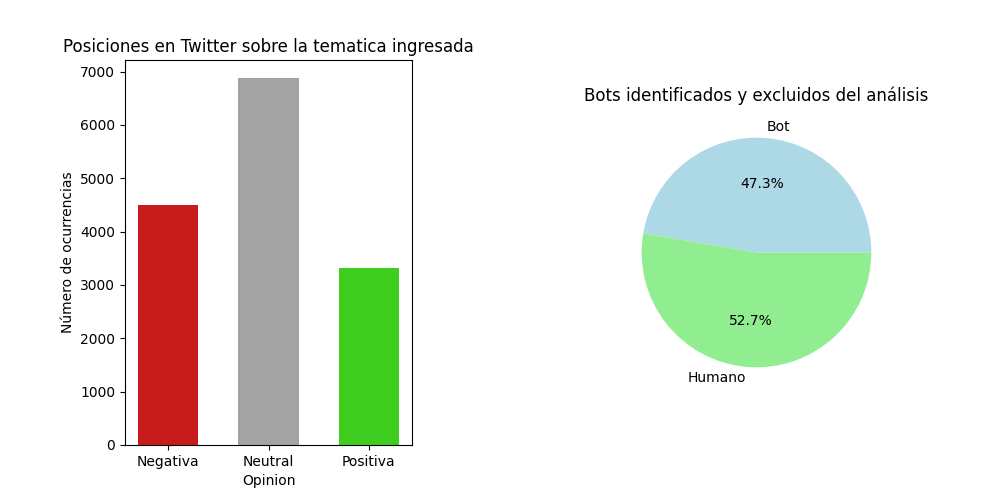 Posiciones en Twitter sobre la tematica ingresada
Número de ocurrencias
7000
6000
5000
4000
3000
2000
1000
0
Negativa
Neutral
Positiva
Opinion
Bots identificados y excluidos del análisis
Bot
47.3%
52.7%
Humano